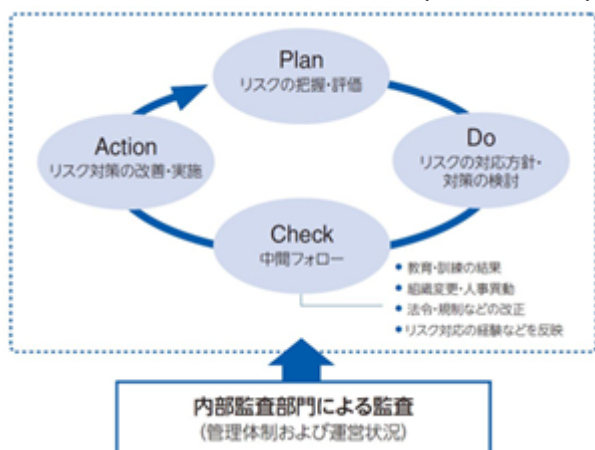 Plan
リスクの把握・評価
Do
リスクの対応方針・
対策の検討
Action
リスク対策の改善・実施
Check
中間フォロー
• 教育・訓練の結果
• 組織変更・人事異動
• 法令・規制などの改正
• リスク対応の経験などを反映
内部監査部門による監査
(管理体制および運営状況)